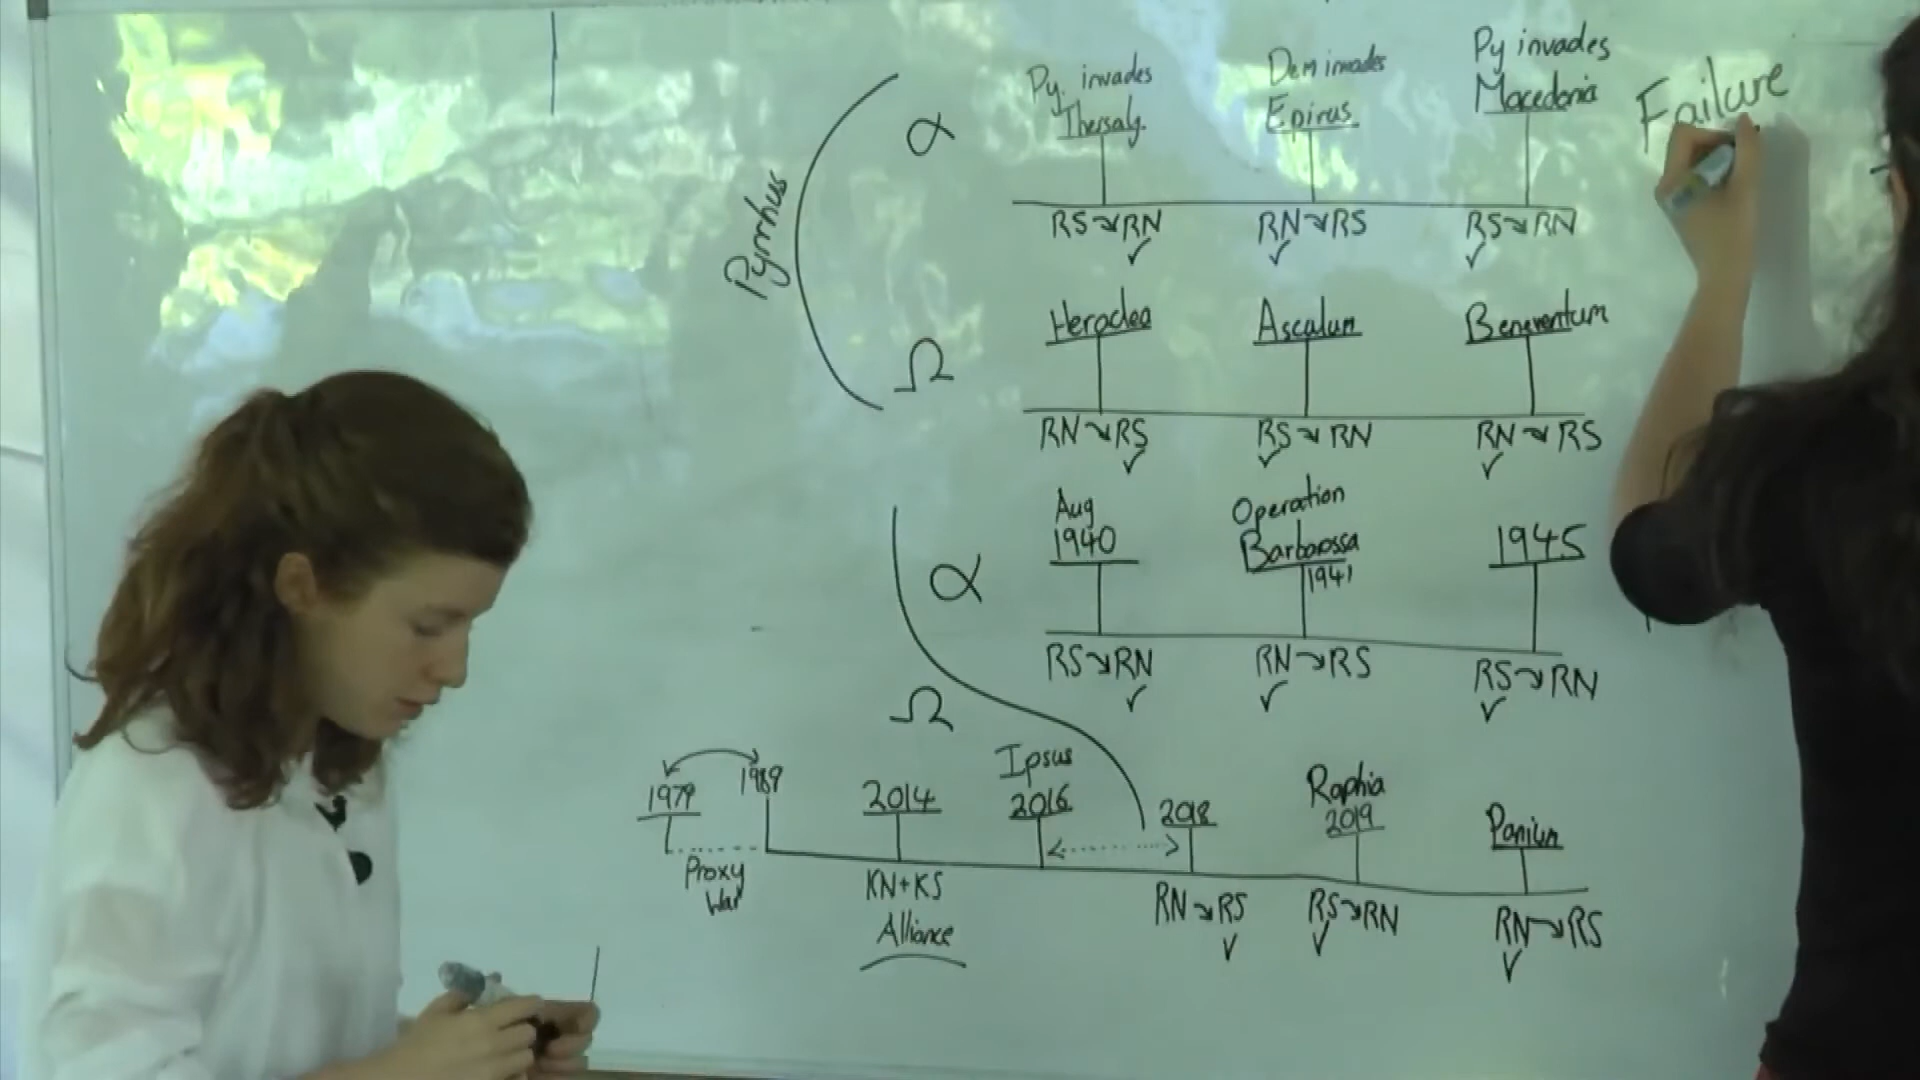 Pyrrhus
α
Py. invades
Thersaly.
Dem invades
Epirus
Py invades
Macedonia
Failure
RS↘RN
✓
RN↘RS
✓
RS↘RN
✓
Ω
Heraclea
Ascalum
Beneventum
RN↘RS
✓
RS↘RN
✓
RN↘RS
✓
α
Aug
1940
Operation
Barbarossa
1941
1945
RS↘RN
✓
RN↘RS
✓
RS↘RN
✓
Ω
1979
1989
2014
Ipsus
2016
2018
Raphia
2019
Panium
Proxy
War
KN+KS
Alliance
RN↘RS
✓
RS↘RN
✓
RN↘RS
✓